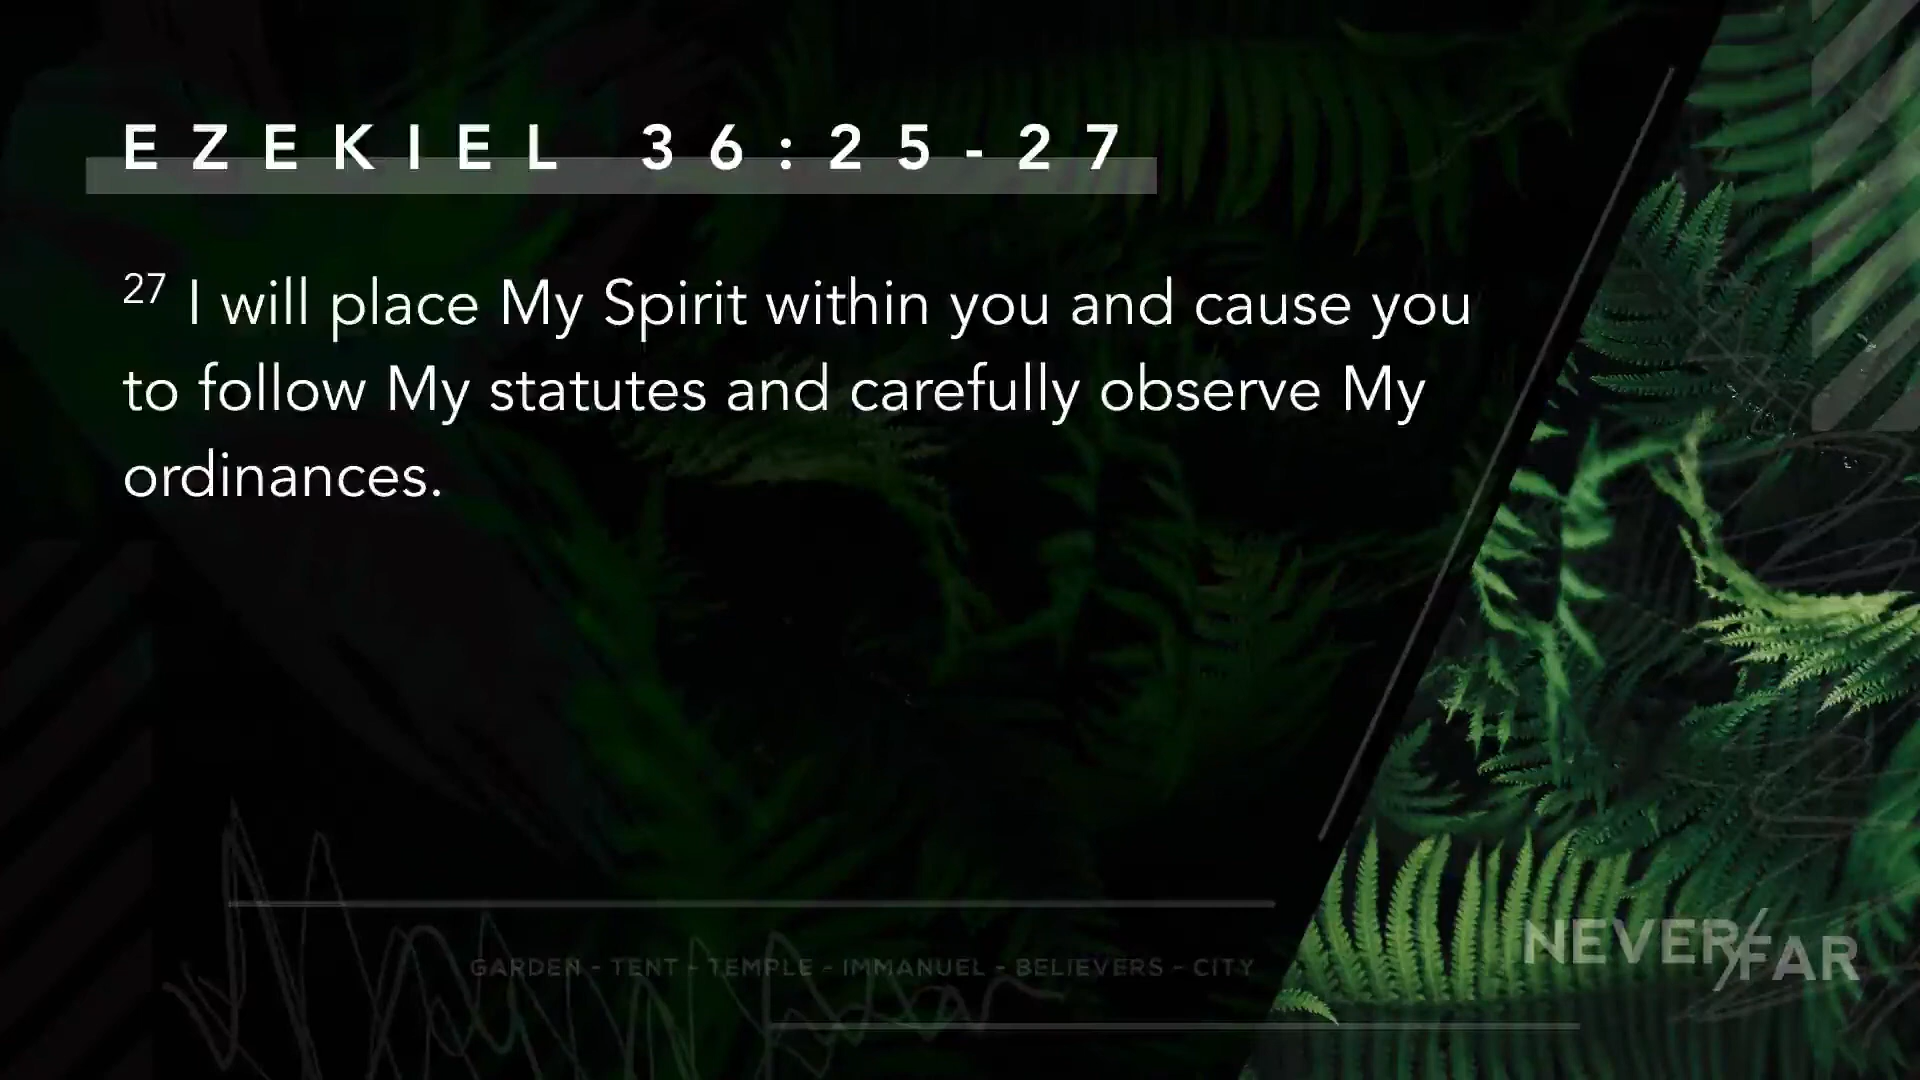 EZEKIEL 36:25-27
27 I will place My Spirit within you and cause you
to follow My statutes and carefully observe My
ordinances.
GARDEN - TENT - TEMPLE - IMMANUEL - BELIEVERS - CITY
NEVER/FAR